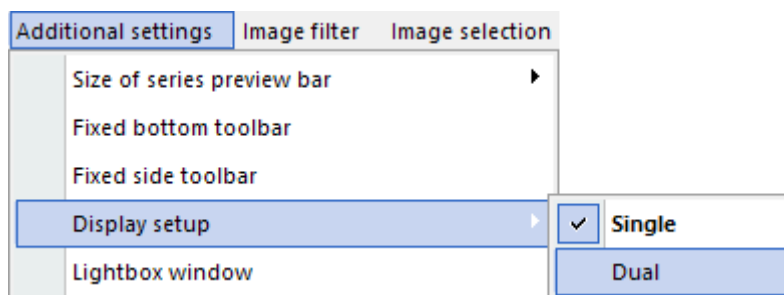 Additional settings Image filter Image selection
Size of series preview bar
Fixed bottom toolbar
Fixed side toolbar
Display setup
Single
Lightbox window
Dual